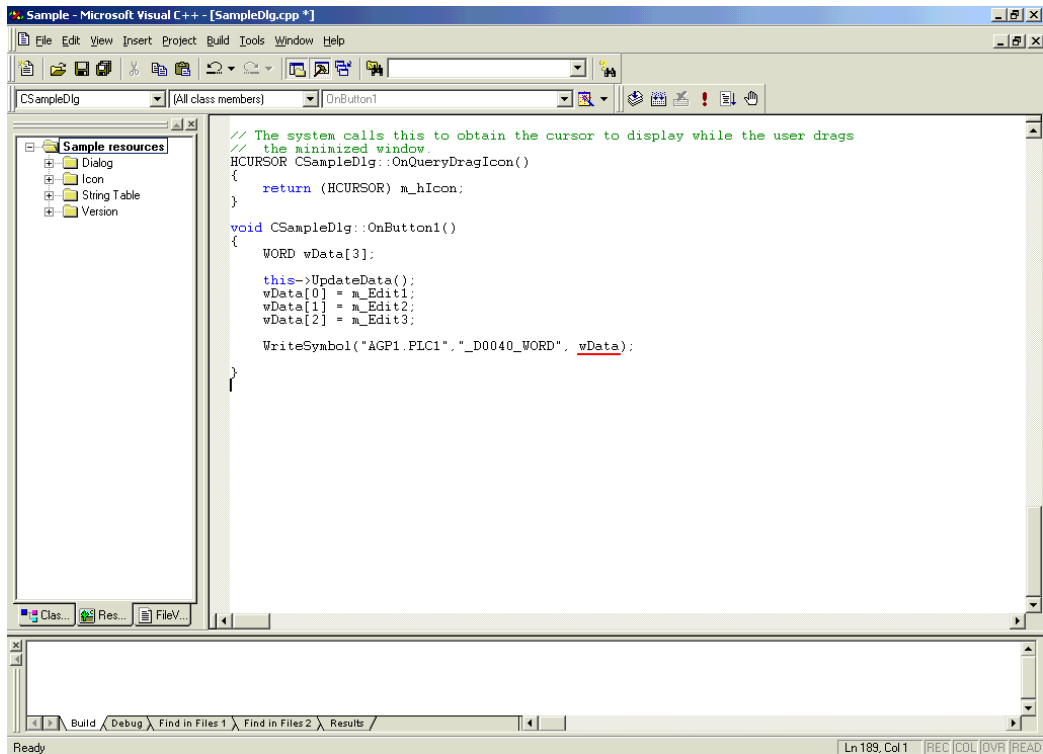 Sample - Microsoft Visual C++ - [SampleDlg.cpp *]
File Edit View Insert Project Build Tools Window Help
CSampleDlg (All class members) OnButton1
Sample resources
Dialog
Icon
String Table
Version
Clas... Res... FileV...
// The system calls this to obtain the cursor to display while the user drags
//  the minimized window.
HCURSOR CSampleDlg::OnQueryDragIcon()
{
    return (HCURSOR) m_hIcon;
}
void CSampleDlg::OnButton1()
{
    WORD wData[3];
    this->UpdateData();
    wData[0] = m_Edit1;
    wData[1] = m_Edit2;
    wData[2] = m_Edit3;
    WriteSymbol("AGP1.PLC1","_D0040_WORD", wData);
}
Build Debug Find in Files 1 Find in Files 2 Results
Ready Ln 189, Col 1 REC COL OVR READ